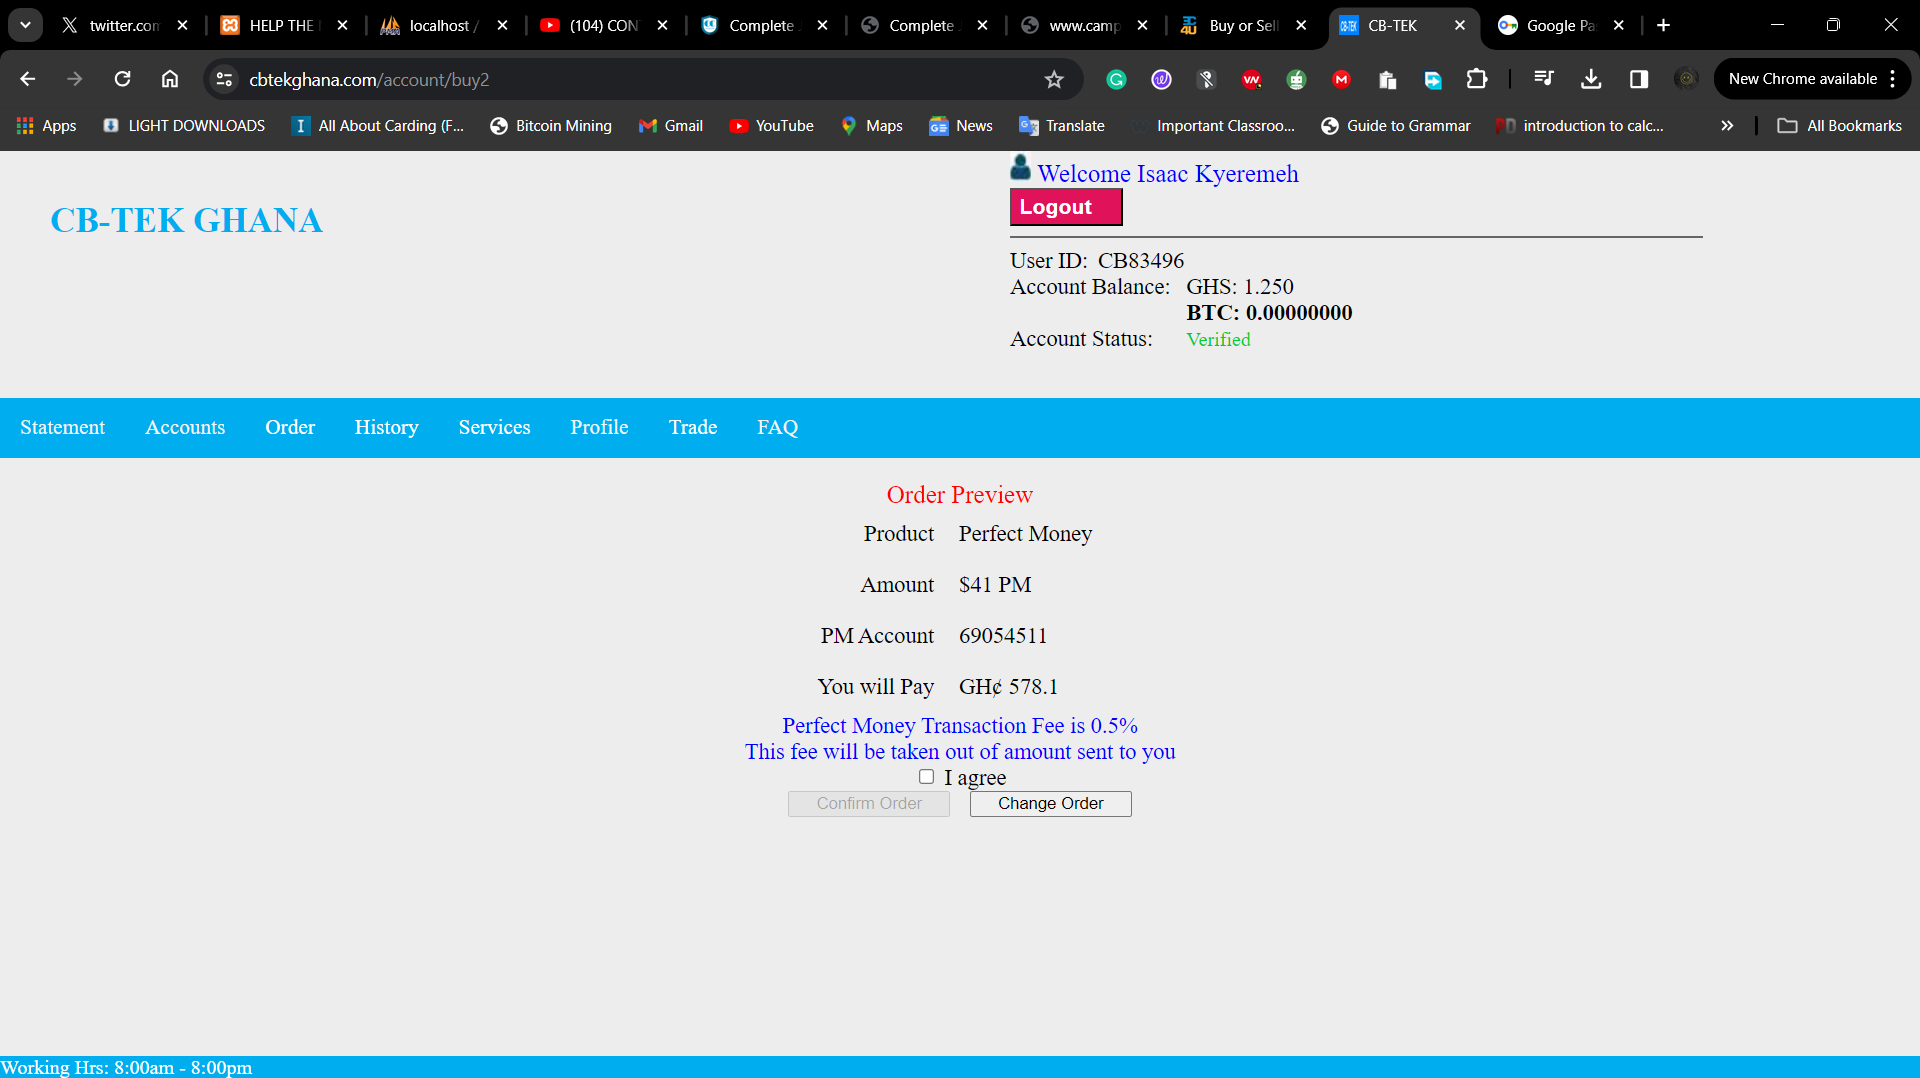 twitter.com
HELP THE
localhost /
(104) CON
Complete
Complete
www.camp
Buy or Sell
CB-TEK
Google Pa
cbtekghana.com/account/buy2
New Chrome available
Apps
LIGHT DOWNLOADS
All About Carding (F...
Bitcoin Mining
Gmail
YouTube
Maps
News
Translate
Important Classroo...
Guide to Grammar
introduction to calc...
All Bookmarks
Welcome Isaac Kyeremeh
Logout
CB-TEK GHANA
User ID: CB83496
Account Balance: GHS: 1.250
BTC: 0.00000000
Account Status: Verified
Statement Accounts Order History Services Profile Trade FAQ
Order Preview
Product Perfect Money
Amount $41 PM
PM Account 69054511
You will Pay GH¢ 578.1
Perfect Money Transaction Fee is 0.5%
This fee will be taken out of amount sent to you
I agree
Confirm Order Change Order
Working Hrs: 8:00am - 8:00pm